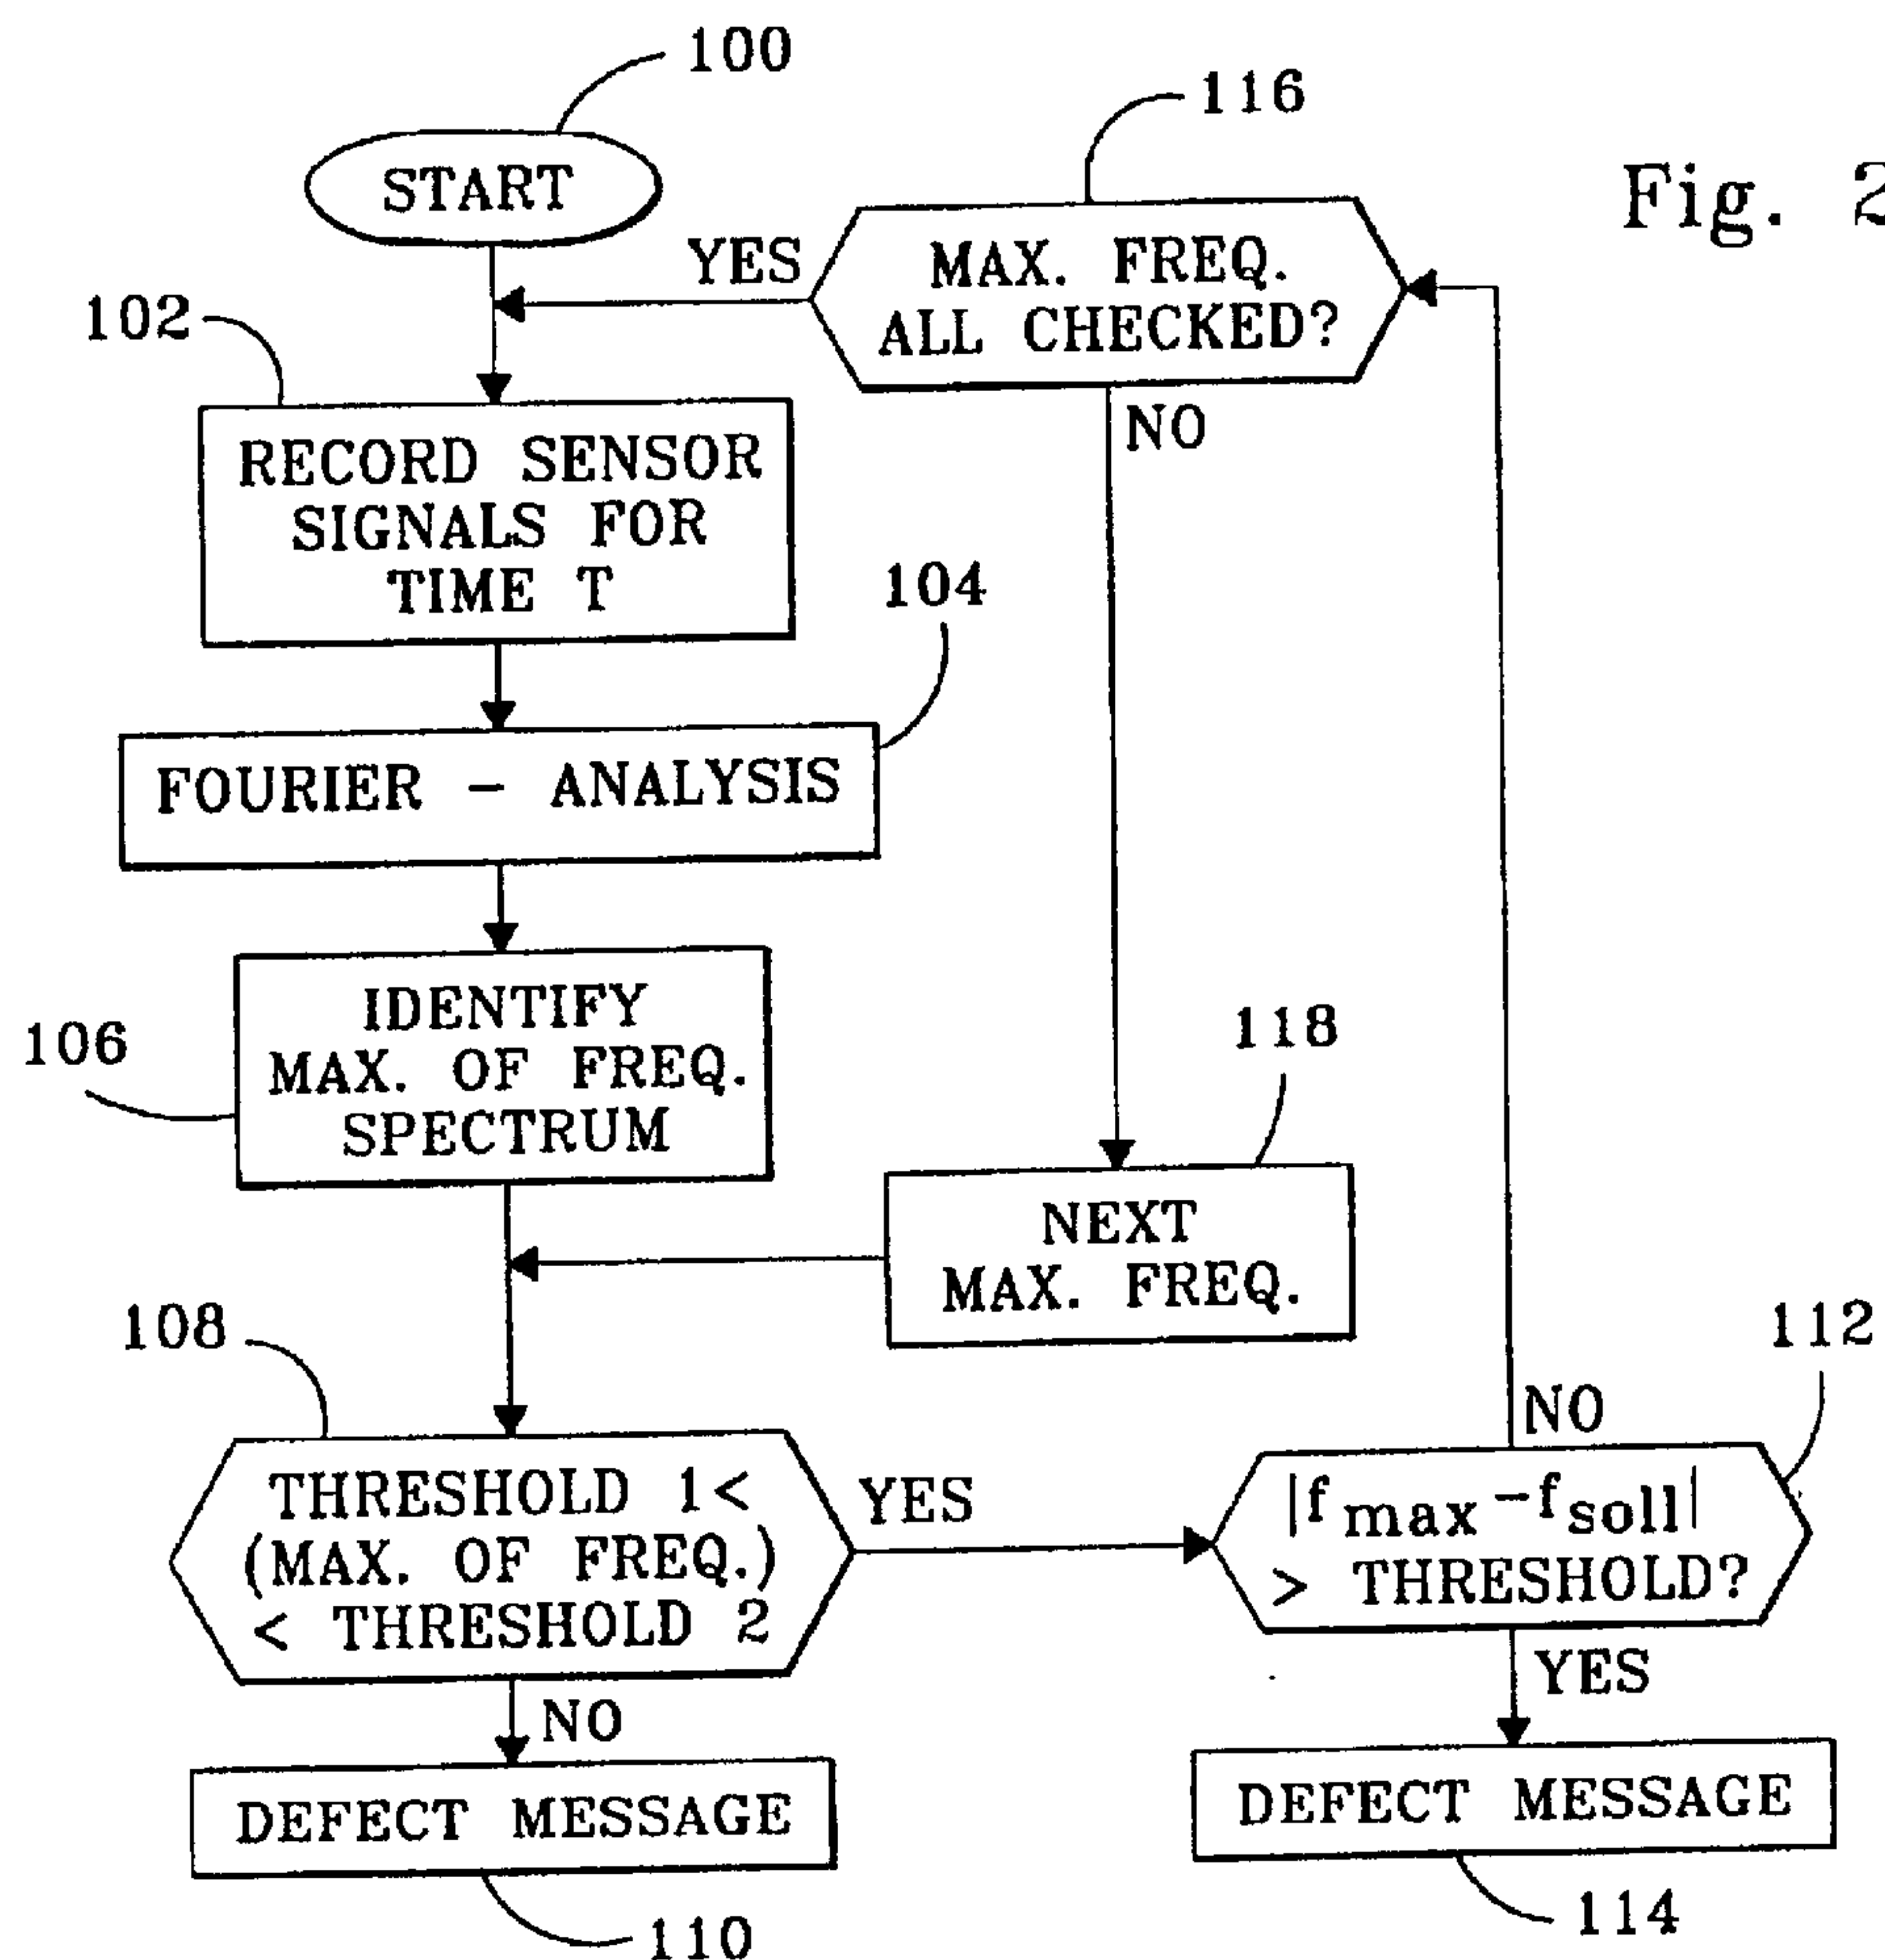 100
START
116
Fig. 2
YES
MAX. FREQ.
ALL CHECKED?
102
NO
RECORD SENSOR
SIGNALS FOR
TIME T
104
FOURIER - ANALYSIS
IDENTIFY
MAX. OF FREQ.
SPECTRUM
106
118
NEXT
MAX. FREQ.
108
112
NO
THRESHOLD 1<
(MAX. OF FREQ.)
< THRESHOLD 2
YES
|f max -f soll|
> THRESHOLD?
NO
YES
DEFECT MESSAGE
DEFECT MESSAGE
110
114